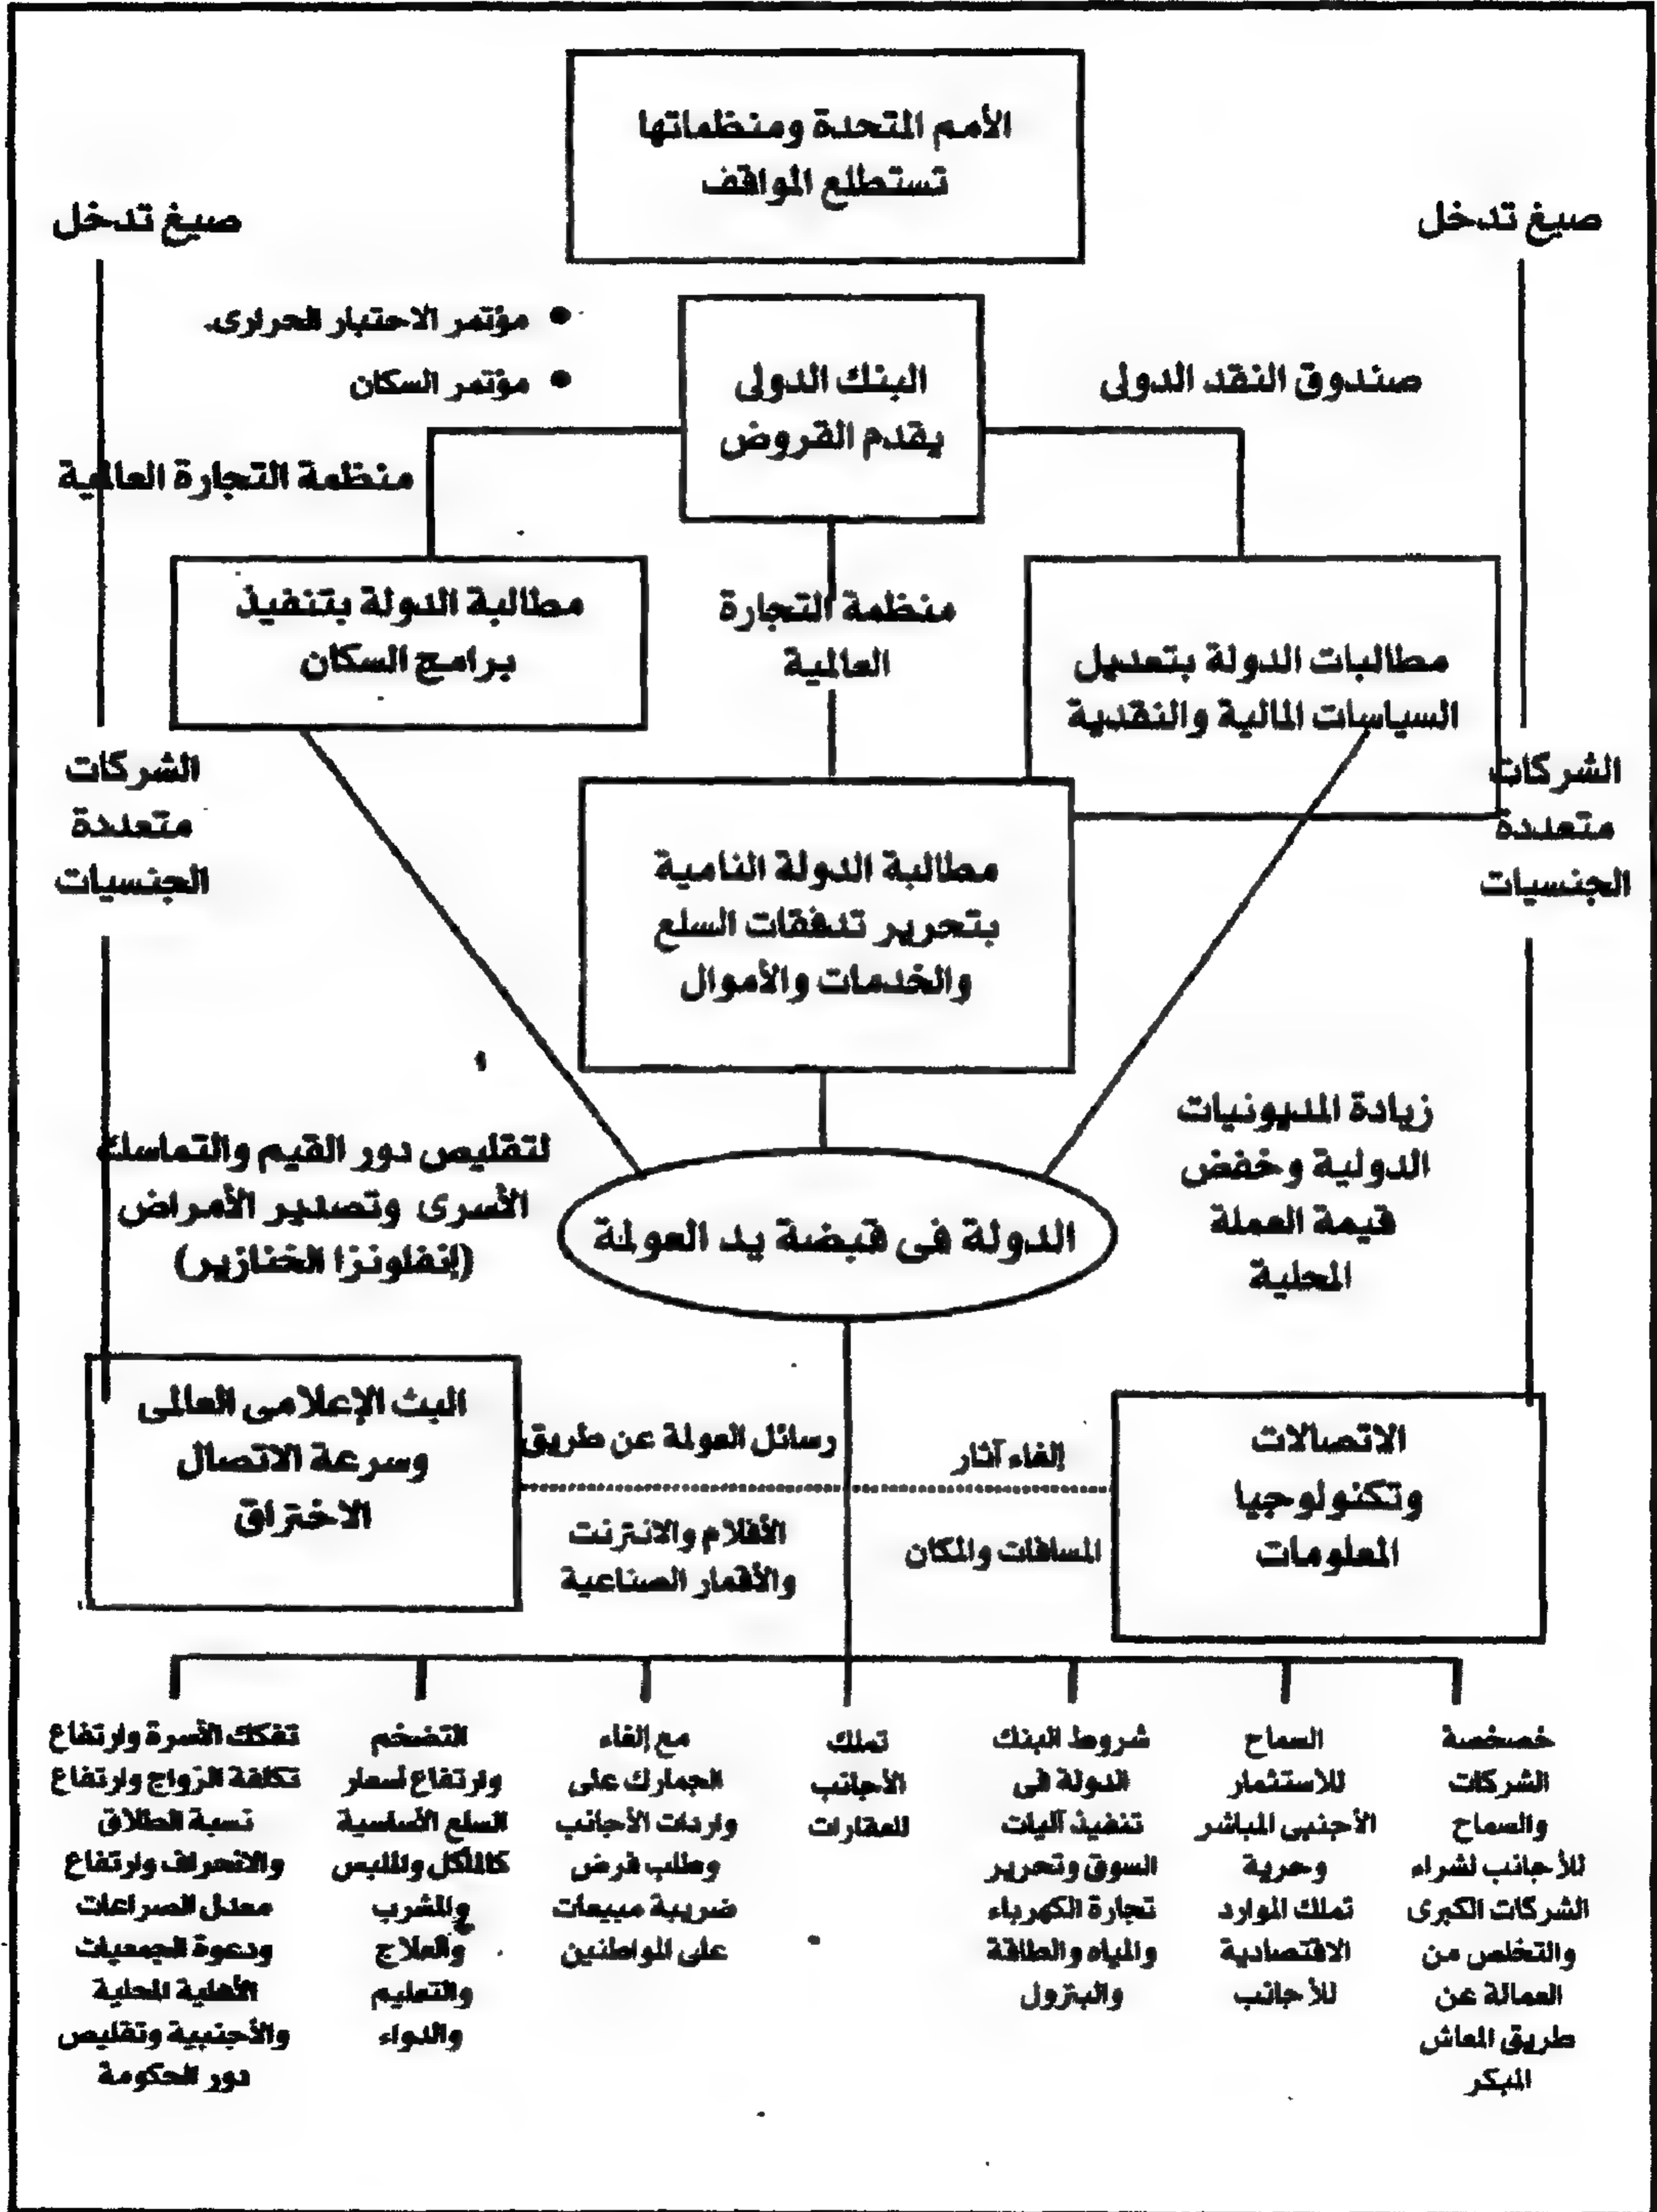 الأمم المتحدة ومنظماتها
تستطلع المواقف
صيغ تدخل
صيغ تدخل
البنك الدولى
يقدم القروض
صندوق النقد الدولى
• مؤتمر الاحتبار الحرارى.
• مؤتمر السكان
منظمة التجارة العالمية
مطالبات الدولة بتعديل
السياسات المالية والنقدية
منظمة التجارة
العالمية
مطالبة الدولة بتنفيذ
برامج السكان
الشركات
متعددة
الجنسيات
مطالبة الدولة النامية
بتحرير تدفقات السلع
والخدمات والأموال
الشركات
متعددة
الجنسيات
زيادة المديونيات
الدولية وخفض
قيمة العملة
المحلية
الدولة فى قبضة يد العولمة
لتقليص دور القيم والتماسك
الأسرى وتصدير الأمراض
(إنفلونزا الخنازير)
الاتصالات
وتكنولوجيا
المعلومات
إلغاء آثار
المسافات والمكان
رسائل العولمة عن طريق
الأفلام والانترنت
والأقمار الصناعية
البث الإعلامى العالمى
وسرعة الاتصال
الاختراق
خصخصة
الشركات
والسماح
للأجانب لشراء
الشركات الكبرى
والتخلص من
العمالة عن
طريق المعاش
المبكر
السماح
للاستثمار
الأجنبى المباشر
وحرية
تملك الموارد
الاقتصادية
للأجانب
شروط البنك
الدولة فى
تنفيذ آليات
السوق وتحرير
تجارة الكهرباء
والمياه والطاقة
والبترول
تملك
الأجانب
للعقارات
مع إلغاء
الجمارك على
واردات الأجانب
وطلب فرض
ضريبة مبيعات
على المواطنين
التضخم
وارتفاع أسعار
السلع الأساسية
كالمأكل والملبس
والمشرب
والعلاج
والتعليم
والدواء
تفكك الأسرة وارتفاع
تكلفة الزواج وارتفاع
نسبة الطلاق
والانحراف وارتفاع
معدل الصراعات
ودعوة الجمعيات
الأهلية المحلية
والأجنبية وتقليص
دور الحكومة